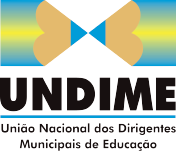 UNDIME
União Nacional dos Dirigentes
Municipais de Educação